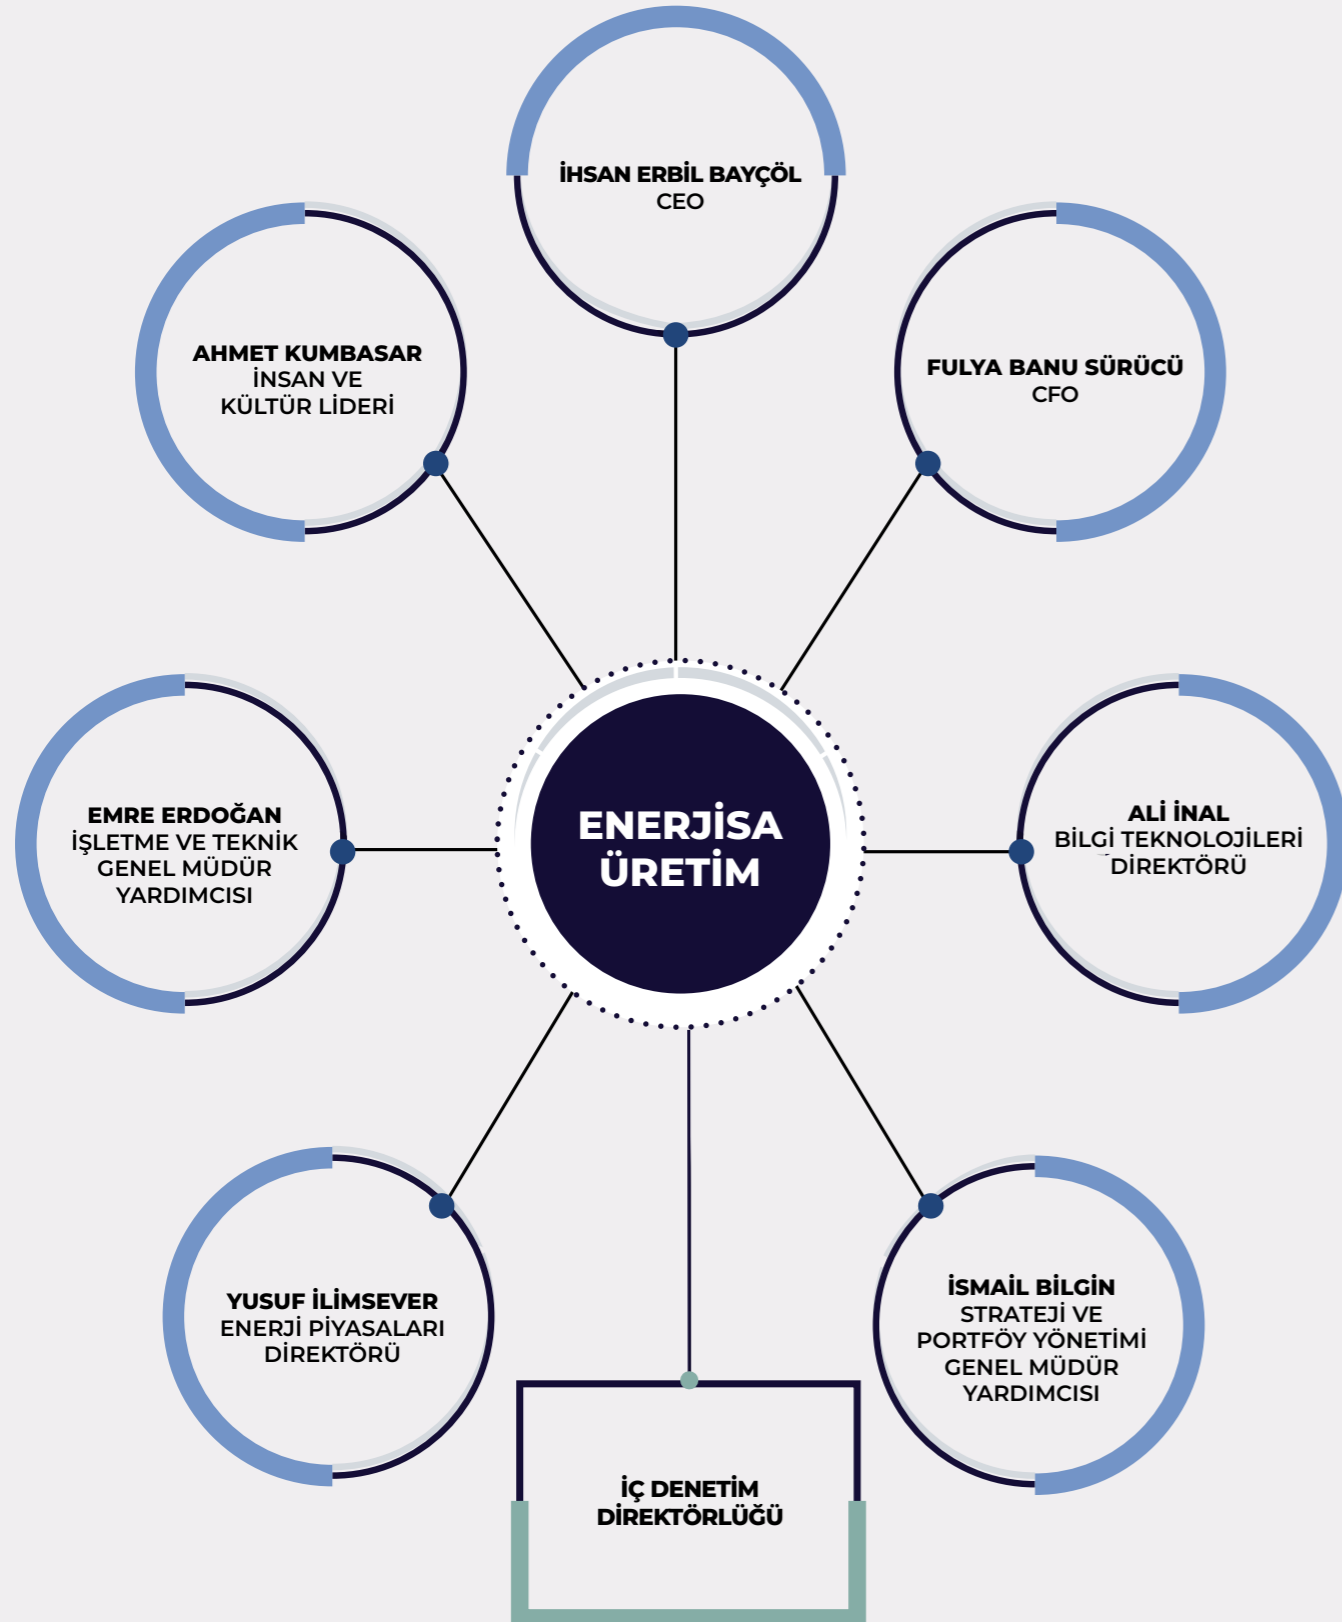 İHSAN ERBİL BAYÇÖL
CEO
AHMET KUMBASAR
İNSAN VE
KÜLTÜR LİDERİ
FULYA BANU SÜRÜCÜ
CFO
EMRE ERDOĞAN
İŞLETME VE TEKNİK
GENEL MÜDÜR
YARDIMCISI
ENERJİSA
ÜRETİM
ALİ İNAL
BİLGİ TEKNOLOJİLERİ
DİREKTÖRÜ
YUSUF İLİMSEVER
ENERJİ PİYASALARI
DİREKTÖRÜ
İSMAİL BİLGİN
STRATEJİ VE
PORTFÖY YÖNETİMİ
GENEL MÜDÜR
YARDIMCISI
İÇ DENETİM
DİREKTÖRLÜĞÜ